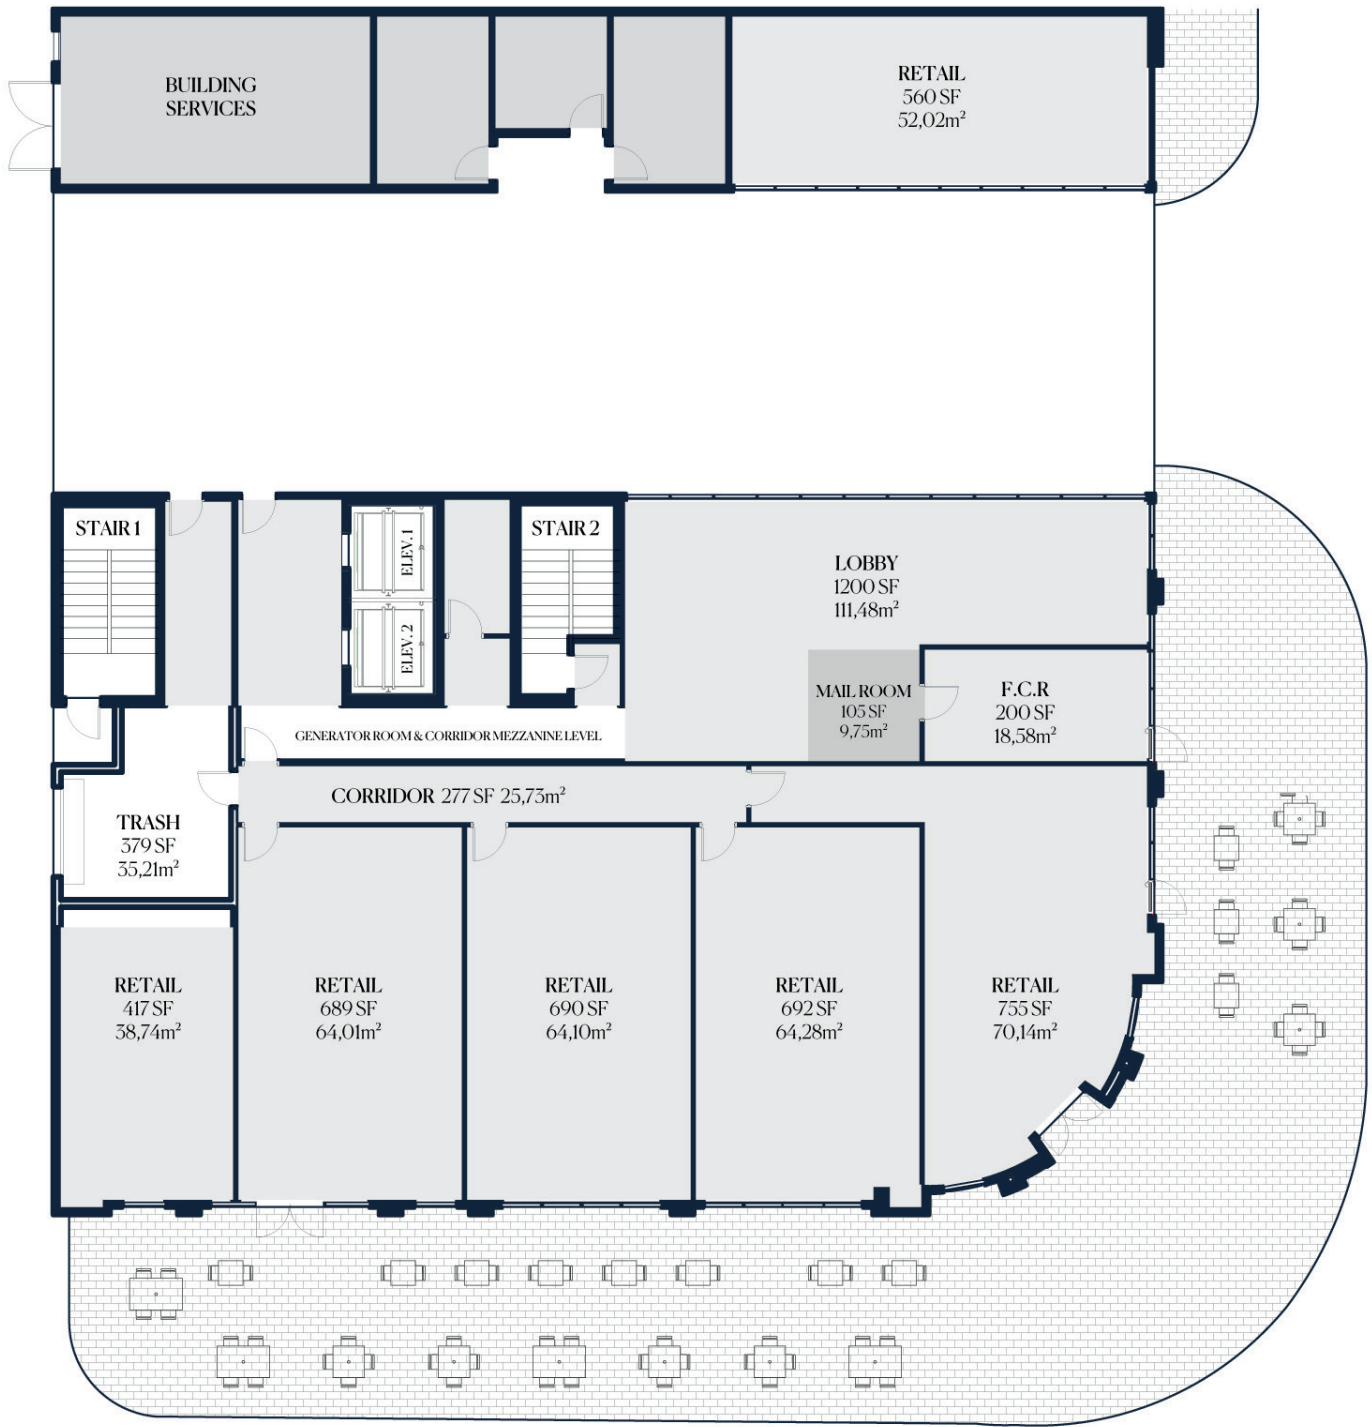 BUILDING
SERVICES
RETAIL
560 SF
52,02m²
STAIR 1
ELEV. 1
ELEV. 2
STAIR 2
LOBBY
1200 SF
111,48m²
MAIL ROOM
105 SF
9,75m²
F.C.R
200 SF
18,58m²
GENERATOR ROOM & CORRIDOR MEZZANINE LEVEL
CORRIDOR 277 SF 25,73m²
TRASH
379 SF
35,21m²
RETAIL
417 SF
38,74m²
RETAIL
689 SF
64,01m²
RETAIL
690 SF
64,10m²
RETAIL
692 SF
64,28m²
RETAIL
755 SF
70,14m²